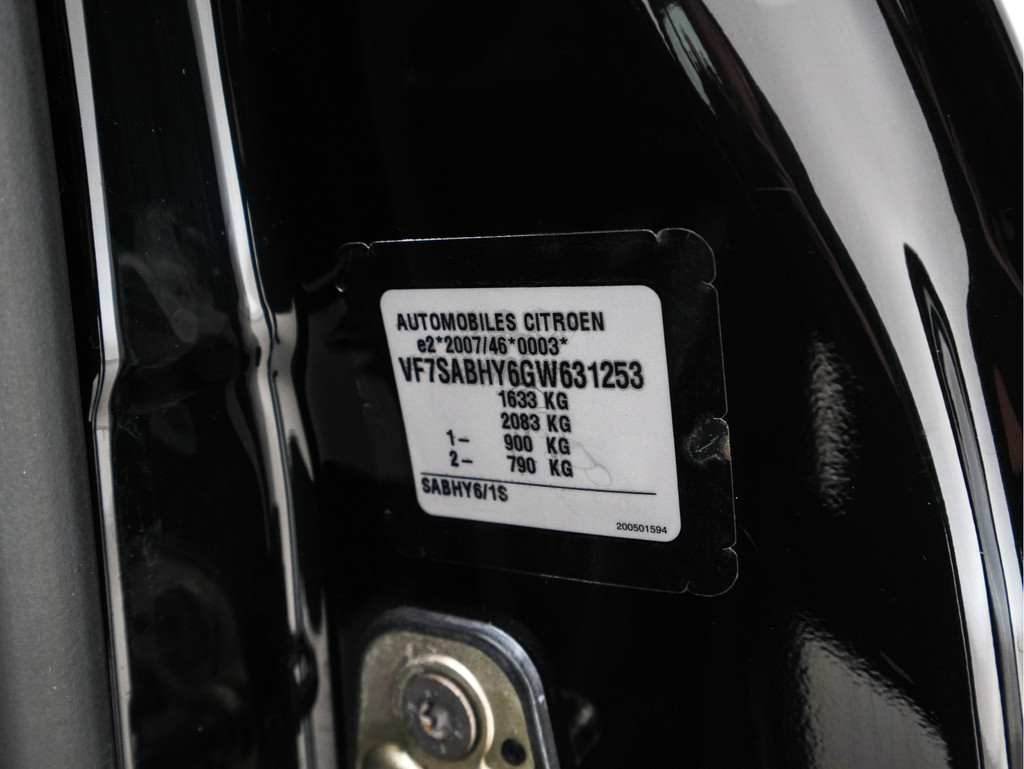 AUTOMOBILES CITROEN
e2*2007/46*0003*
VF7SABHY6GW631253
1633 KG
2083 KG
1- 900 KG
2- 790 KG
SABHY6/1S
200501594